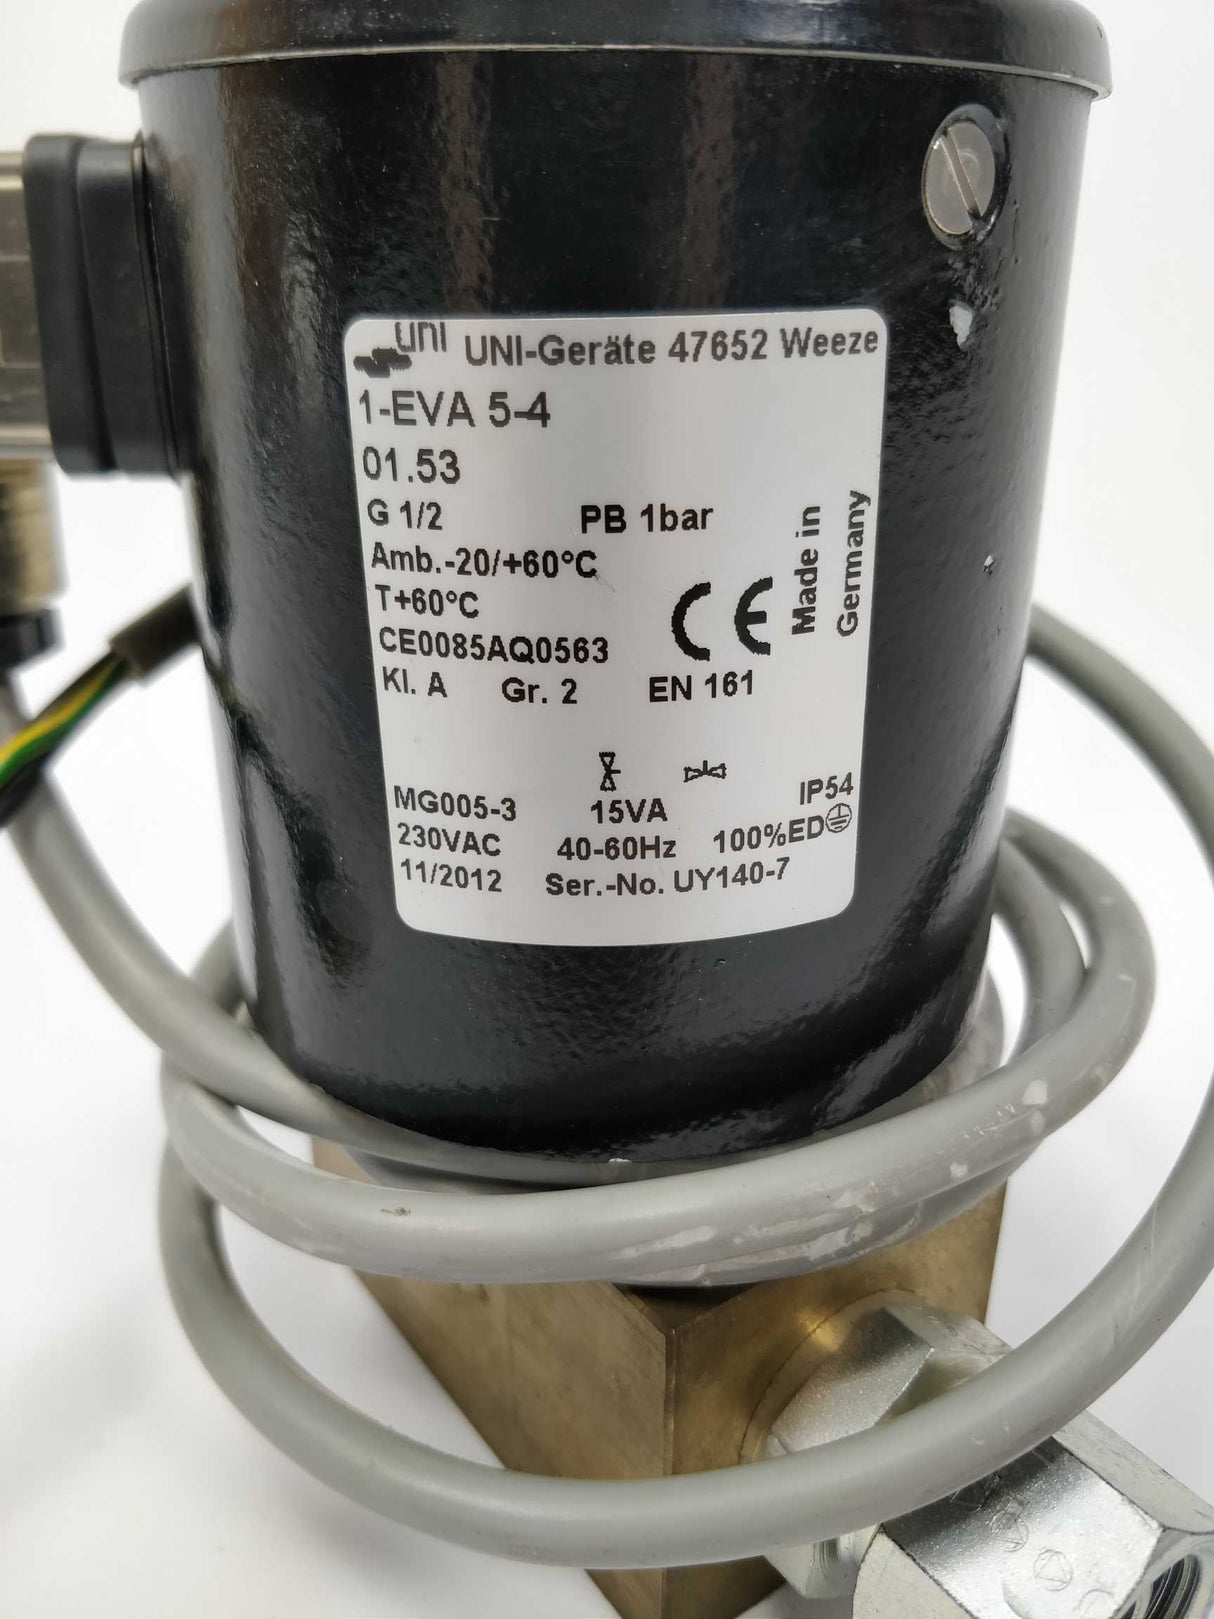 uni UNI-Geräte 47652 Weeze
1-EVA 5-4
01.53
G 1/2 PB 1bar
Amb.-20/+60°C
T+60°C
CE0085AQ0563
CE
Made in
Germany
Kl. A Gr. 2 EN 161
MG005-3 15VA IP54
230VAC 40-60Hz 100%ED
11/2012 Ser.-No. UY140-7